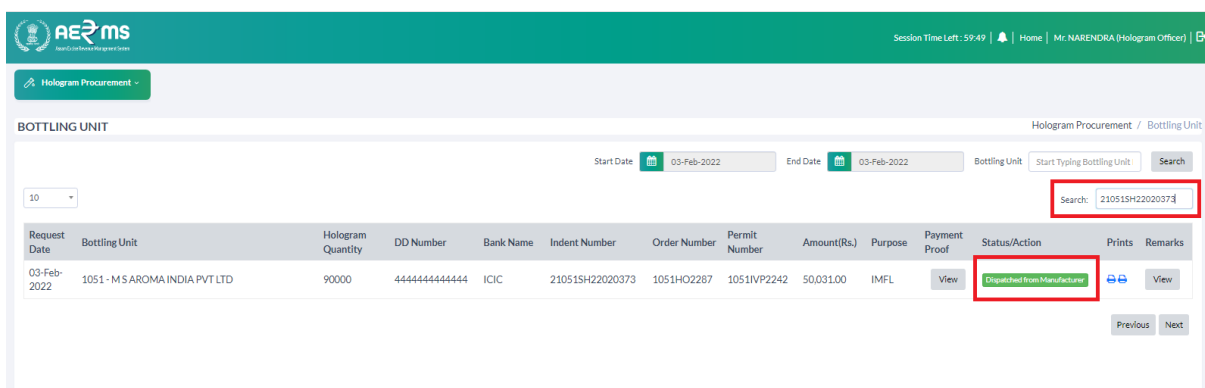 AE₹MS
Session Time Left : 59:49 | Home | Mr. NARENDRA (Hologram Officer) |
Hologram Procurement
BOTTLING UNIT
Hologram Procurement / Bottling Unit
Start Date 03-Feb-2022 End Date 03-Feb-2022 Bottling Unit Start Typing Bottling Unit Search
10 Search: 21051SH22020373
Request Date Bottling Unit Hologram Quantity DD Number Bank Name Indent Number Order Number Permit Number Amount(Rs.) Purpose Payment Proof Status/Action Prints Remarks
03-Feb-2022 1051 - M S AROMA INDIA PVT LTD 90000 4444444444444 ICIC 21051SH22020373 1051HO2287 1051IVP2242 50,031.00 IMFL View Dispatched from Manufacturer View
Previous Next